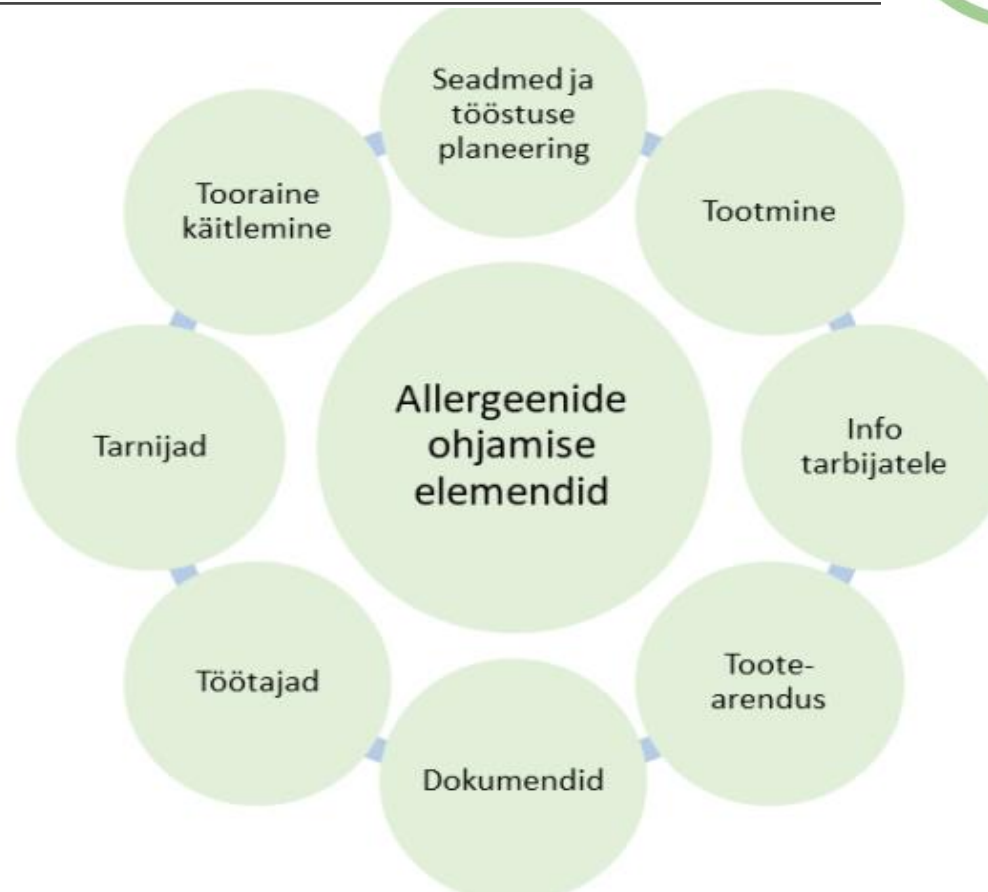 Seadmed ja
tööstuse
planeering
Tootmine
Info
tarbijatele
Toote-
arendus
Dokumendid
Töötajad
Tarnijad
Tooraine
käitlemine
Allergeenide
ohjamise
elemendid